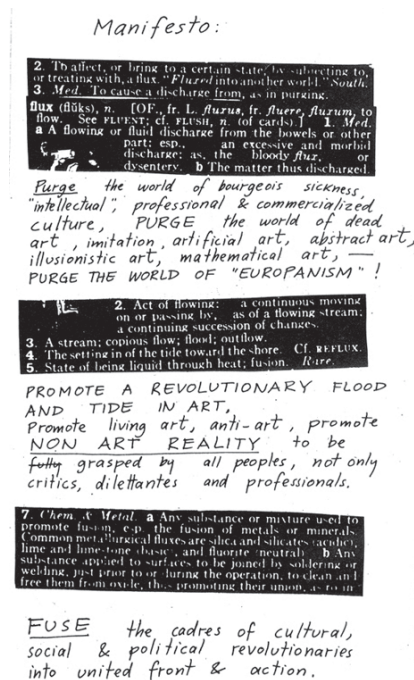 Manifesto:
2. To affect, or bring to a certain state, by subjecting to,
or treating with, a flux. "Fluxed into another world." South.
3. Med. To cause a discharge from, as in purging.
flux (flŭks), n. [OF., fr. L. fluxus, fr. fluere, fluxum, to
flow. See FLUENT; cf. FLUSH, n. (of cards).] 1. Med.
a A flowing or fluid discharge from the bowels or other
part; esp., an excessive and morbid
discharge; as, the bloody flux, or
dysentery. b The matter thus discharged.
Purge the world of bourgeois sickness,
"intellectual", professional & commercialized
culture, PURGE the world of dead
art, imitation, artificial art, abstract art,
illusionistic art, mathematical art, —
PURGE THE WORLD OF "EUROPANISM"!
2. Act of flowing: a continuous moving
on or passing by, as of a flowing stream;
a continuing succession of changes.
3. A stream; copious flow; flood; outflow.
4. The setting in of the tide toward the shore. Cf. REFLUX.
5. State of being liquid through heat; fusion. Rare.
PROMOTE A REVOLUTIONARY FLOOD
AND TIDE IN ART,
Promote living art, anti-art, promote
NON ART REALITY to be
fully grasped by all peoples, not only
critics, dilettantes and professionals.
7. Chem. & Metal. a Any substance or mixture used to
promote fusion, esp. the fusion of metals or minerals.
Common metallurgical fluxes are silica and silicates (acidic),
lime and limestone (basic), and fluorite (neutral). b Any
substance applied to surfaces to be joined by soldering or
welding, just prior to or during the operation, to clean and
free them from oxide, thus promoting their union, as rosin
FUSE the cadres of cultural,
social & political revolutionaries
into united front & action.